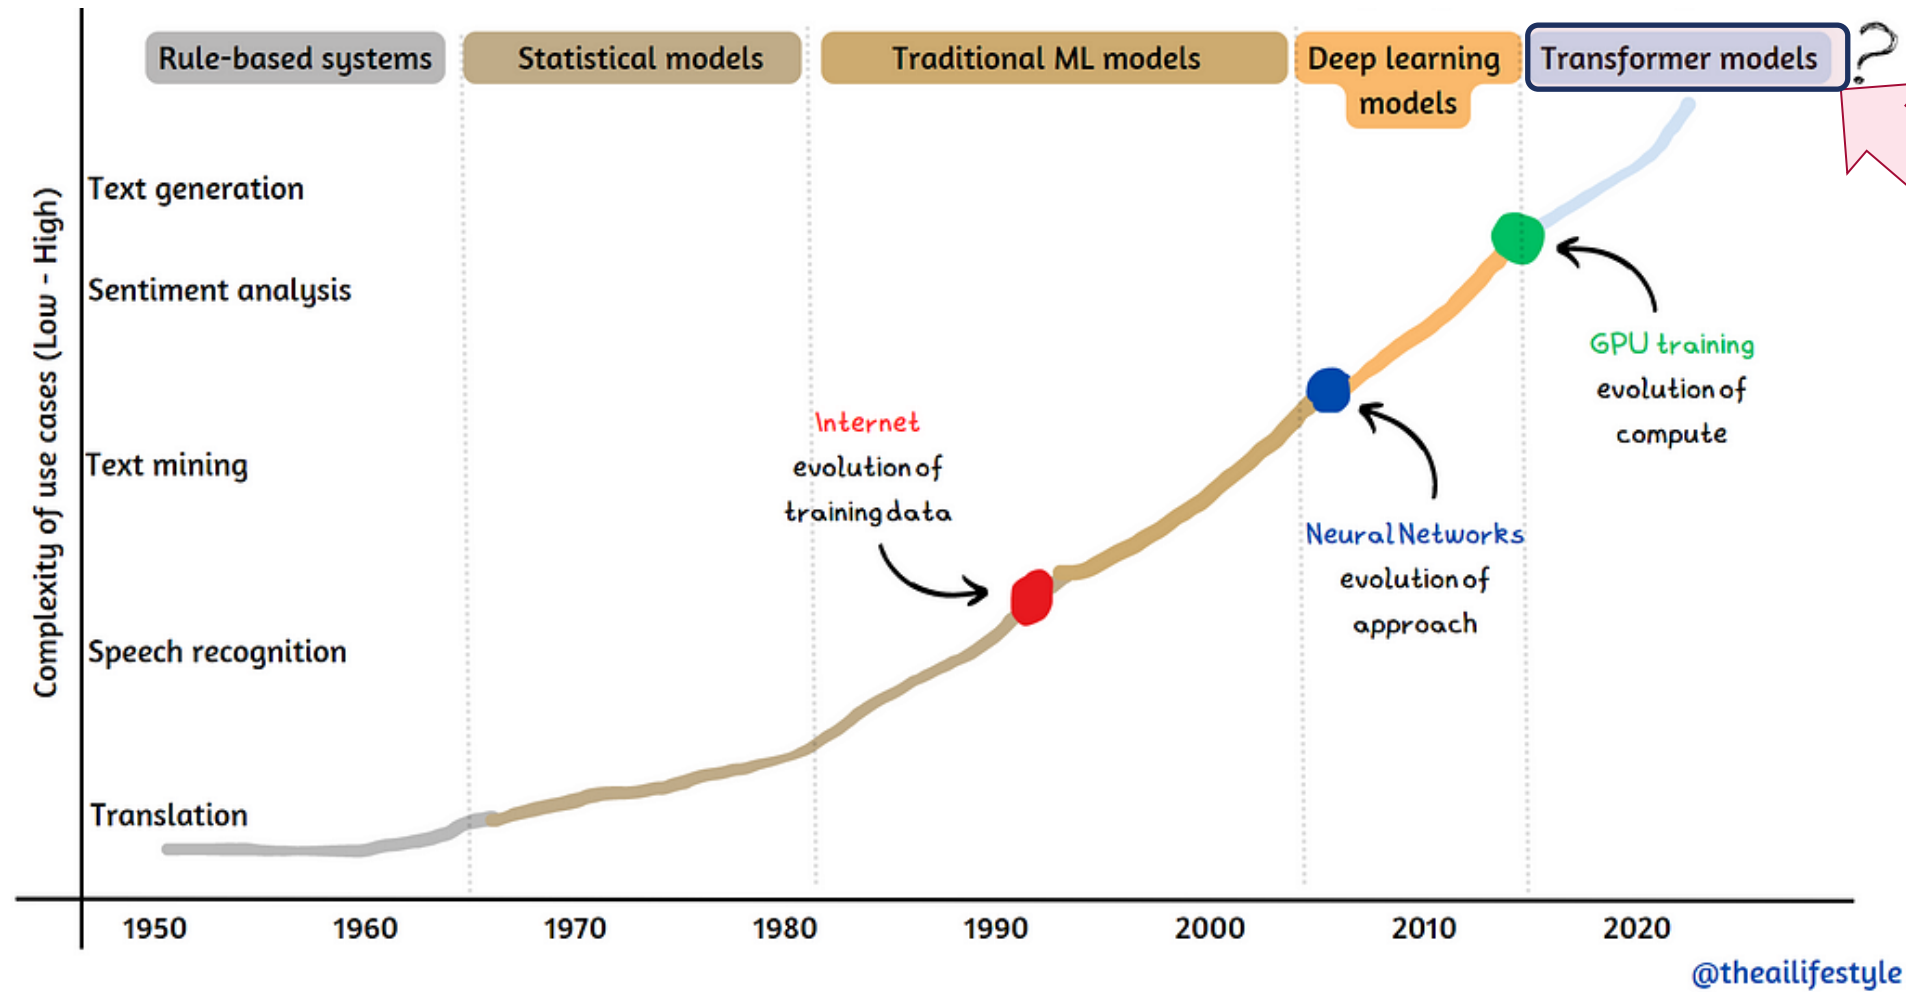 Rule-based systems
Statistical models
Traditional ML models
Deep learning
models
Transformer models
?
Complexity of use cases (Low - High)
Text generation
Sentiment analysis
Text mining
Speech recognition
Translation
Internet
evolution of
training data
Neural Networks
evolution of
approach
GPU training
evolution of
compute
1950 1960 1970 1980 1990 2000 2010 2020
@theailifestyle